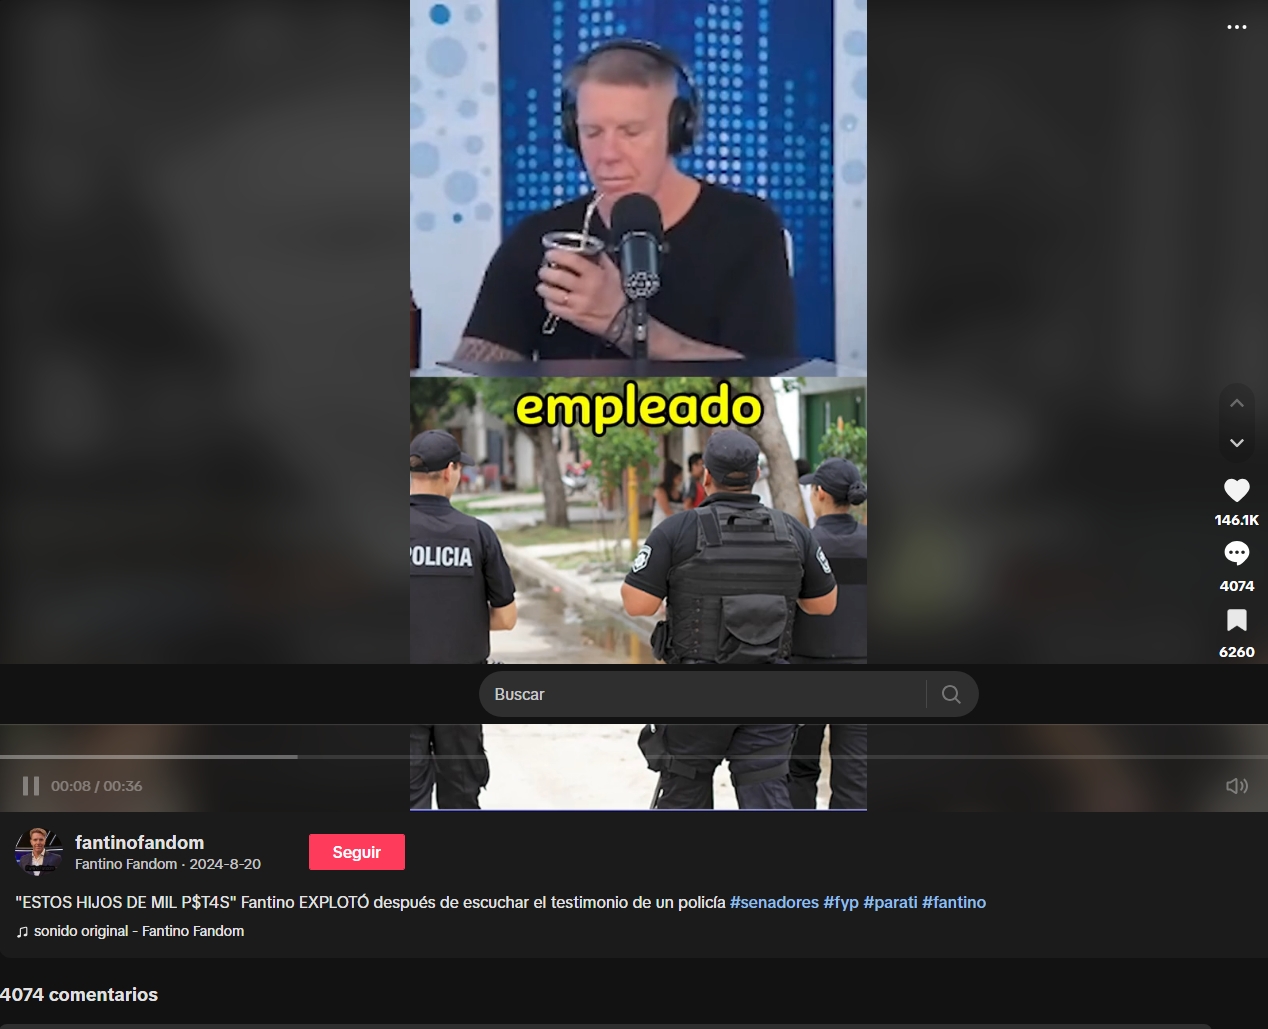 empleado
POLICIA
146.1K
4074
6260
Buscar
00:08 / 00:36
fantinofandom
Fantino Fandom · 2024-8-20
Seguir
"ESTOS HIJOS DE MIL P$T4S" Fantino EXPLOTÓ después de escuchar el testimonio de un policía #senadores #fyp #parati #fantino
sonido original - Fantino Fandom
4074 comentarios